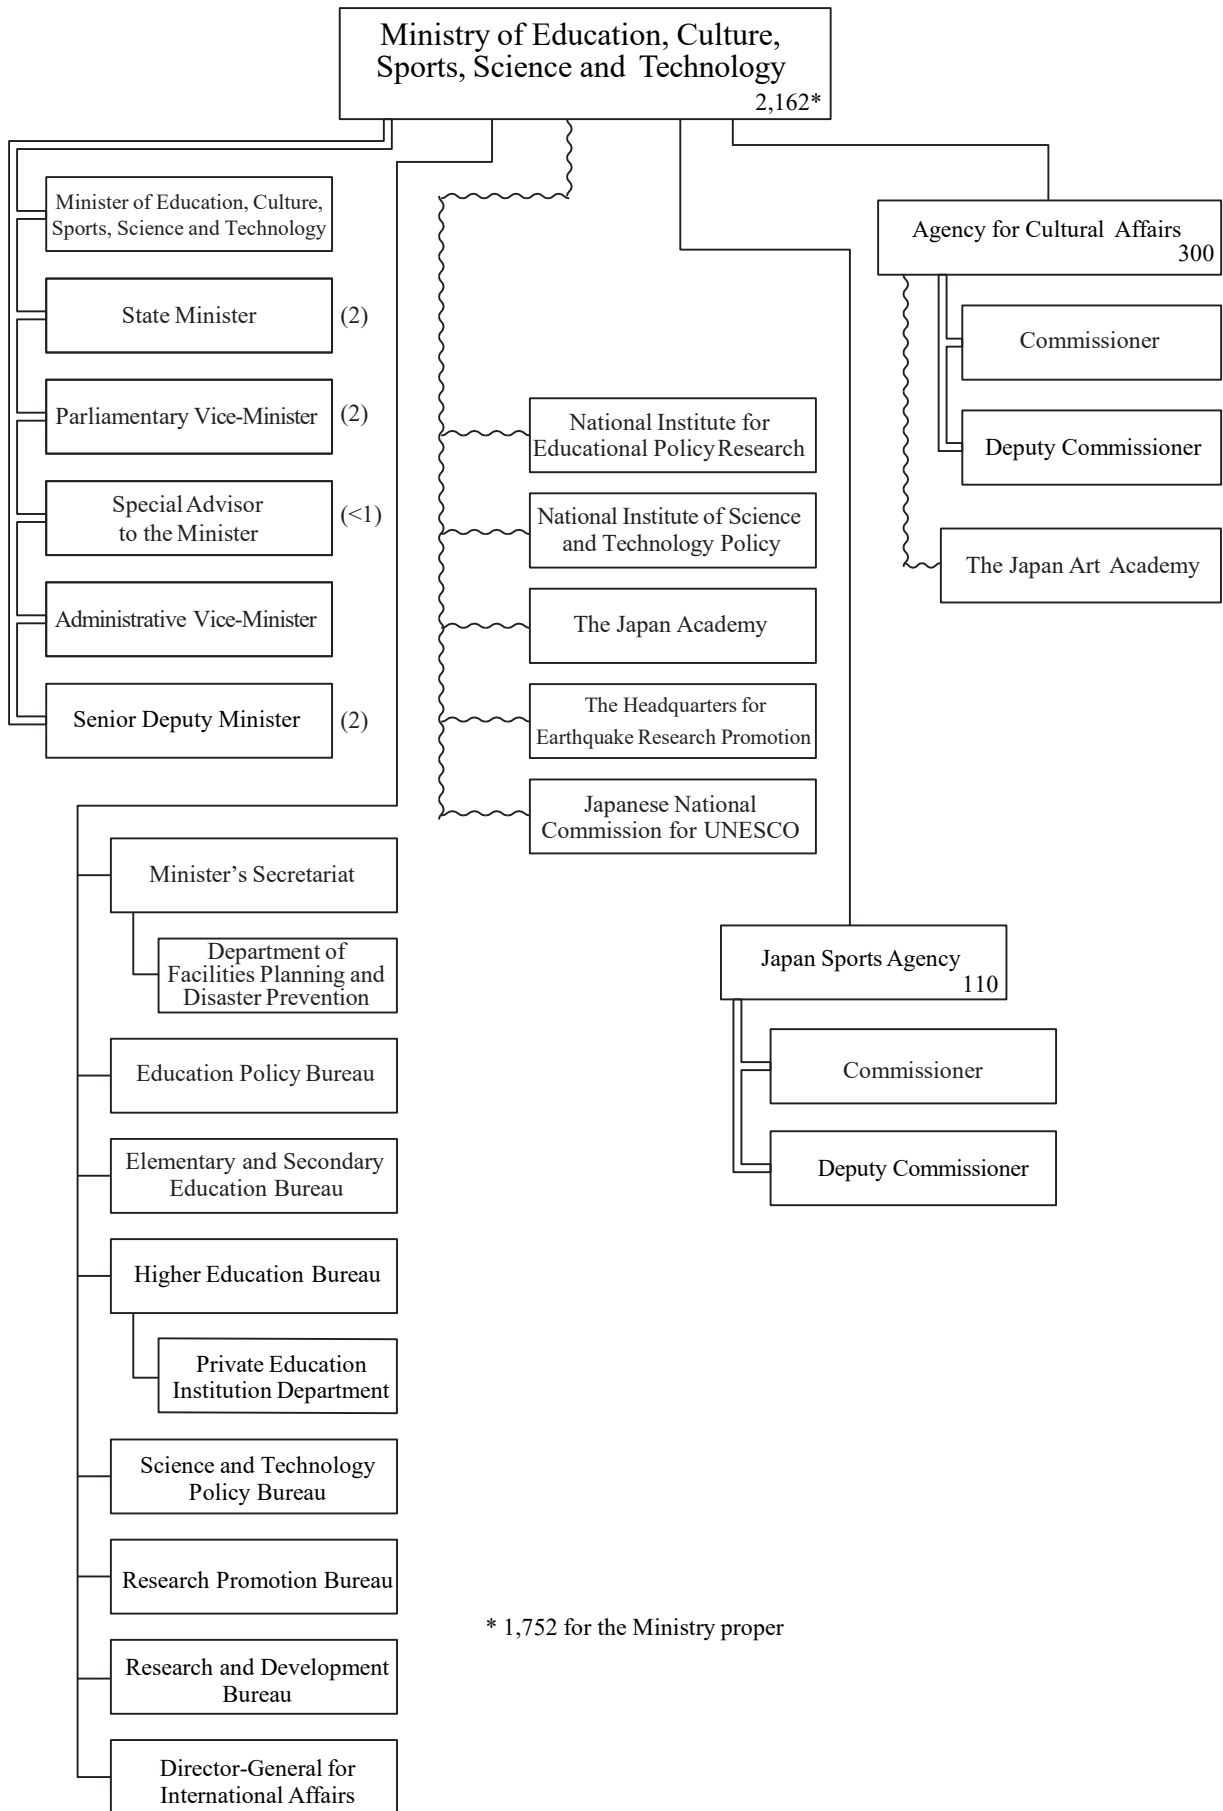 Ministry of Education, Culture,
Sports, Science and Technology
2,162*
Minister of Education, Culture,
Sports, Science and Technology
State Minister
(2)
Parliamentary Vice-Minister
(2)
Special Advisor
to the Minister
(<1)
Administrative Vice-Minister
Senior Deputy Minister
(2)
Minister’s Secretariat
Department of
Facilities Planning and
Disaster Prevention
Education Policy Bureau
Elementary and Secondary
Education Bureau
Higher Education Bureau
Private Education
Institution Department
Science and Technology
Policy Bureau
Research Promotion Bureau
Research and Development
Bureau
Director-General for
International Affairs
National Institute for
Educational Policy Research
National Institute of Science
and Technology Policy
The Japan Academy
The Headquarters for
Earthquake Research Promotion
Japanese National
Commission for UNESCO
Japan Sports Agency
110
Commissioner
Deputy Commissioner
Agency for Cultural Affairs
300
Commissioner
Deputy Commissioner
The Japan Art Academy
* 1,752 for the Ministry proper